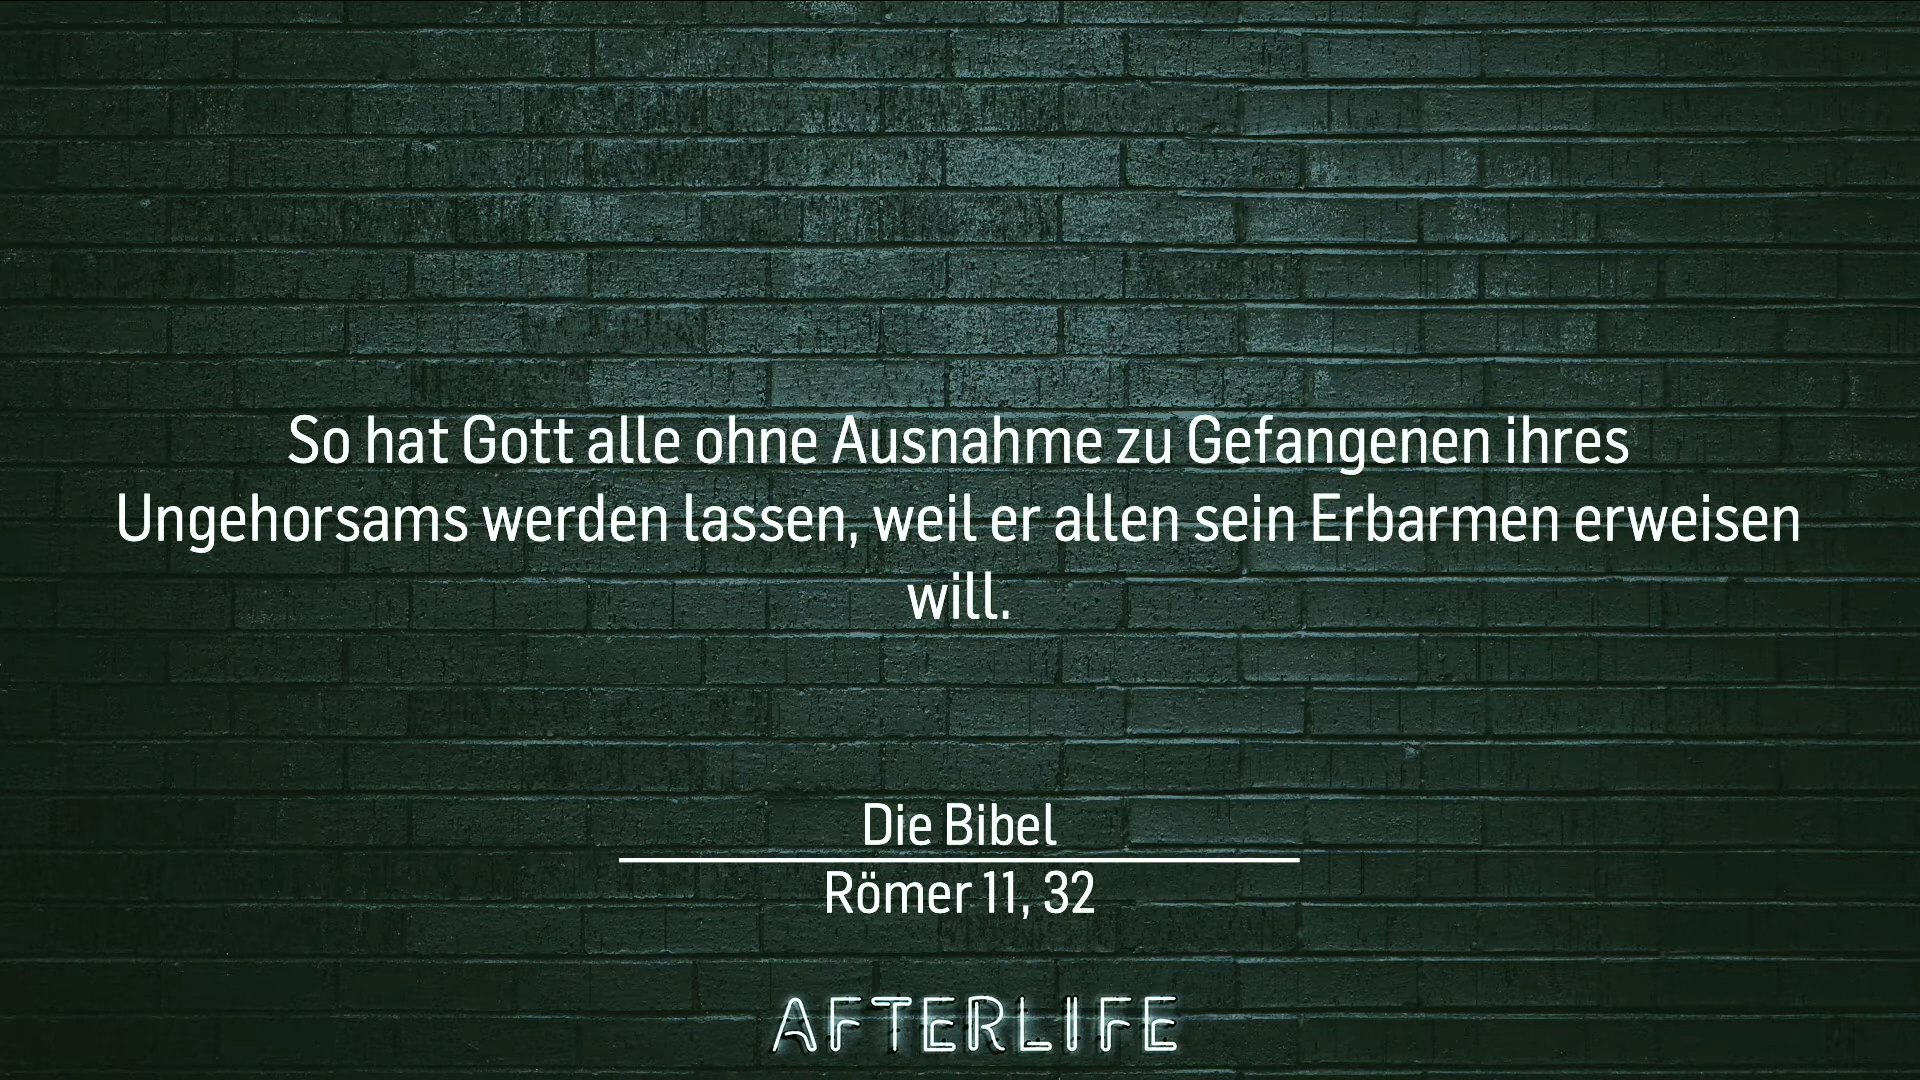 So hat Gott alle ohne Ausnahme zu Gefangenen ihres
Ungehorsams werden lassen, weil er allen sein Erbarmen erweisen
will.
Die Bibel
Römer 11, 32
AFTERLIFE